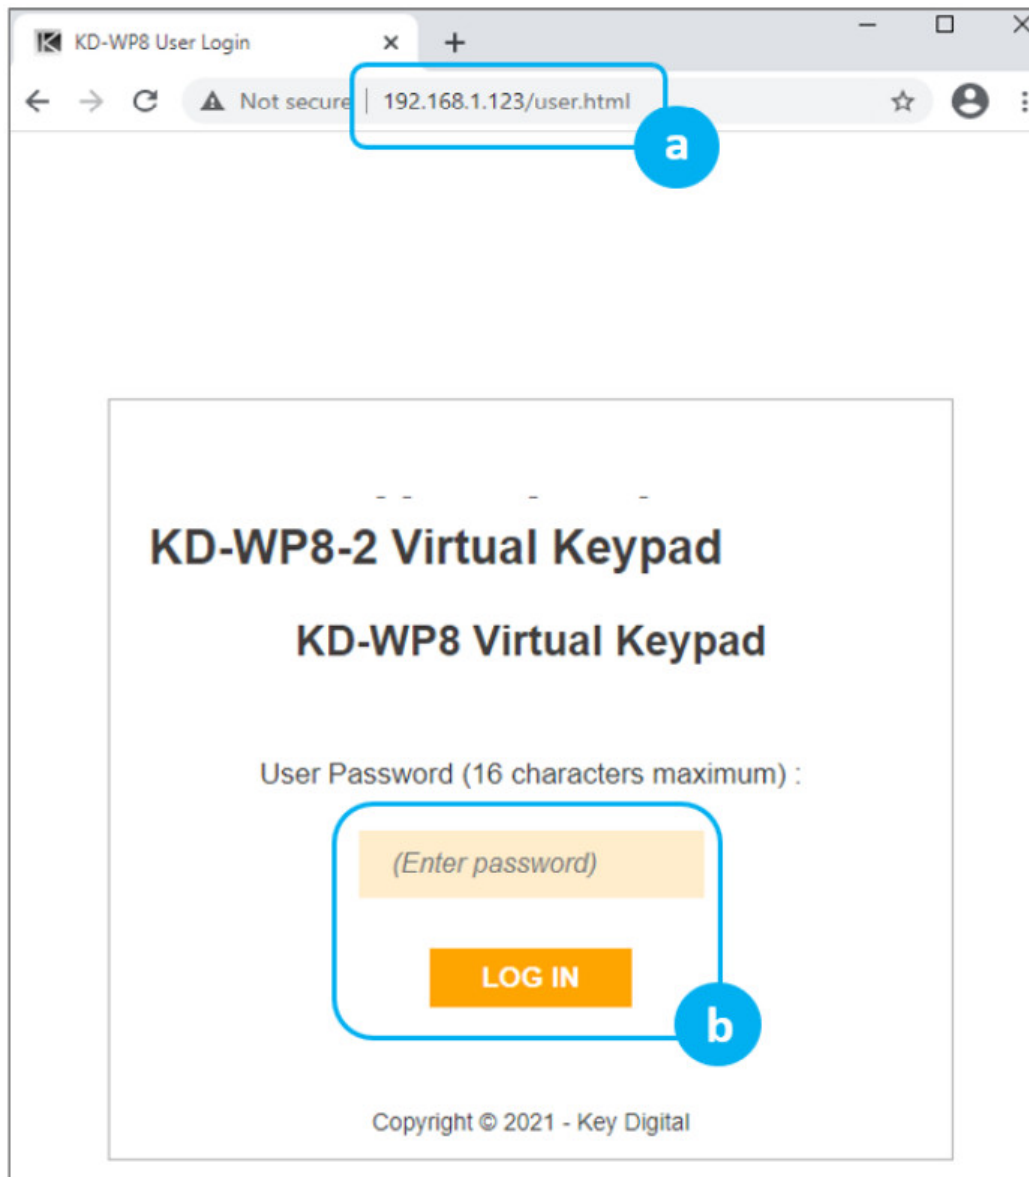 KD-WP8 User Login
Not secure 192.168.1.123/user.html
a
KD-WP8-2 Virtual Keypad
KD-WP8 Virtual Keypad
User Password (16 characters maximum) :
(Enter password)
LOG IN
b
Copyright © 2021 - Key Digital